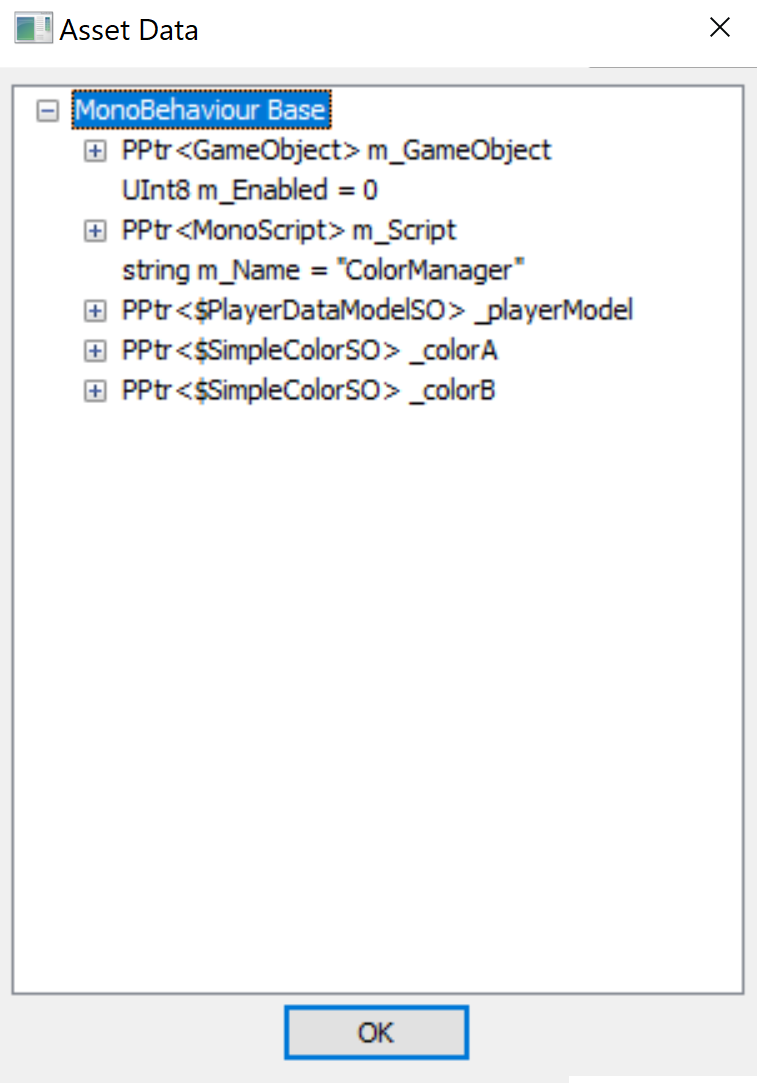 Asset Data
MonoBehaviour Base
PPtr<GameObject> m_GameObject
UInt8 m_Enabled = 0
PPtr<MonoScript> m_Script
string m_Name = "ColorManager"
PPtr<$PlayerDataModelSO> _playerModel
PPtr<$SimpleColorSO> _colorA
PPtr<$SimpleColorSO> _colorB
OK